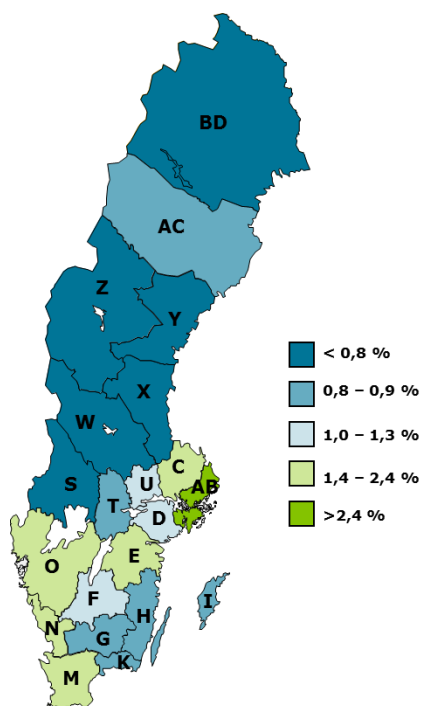 BD
AC
Z
Y
< 0,8 %
0,8 – 0,9 %
X
W
1,0 – 1,3 %
C
1,4 – 2,4 %
S
U
AB
T
D
>2,4 %
E
O
F
I
H
N
G
K
M